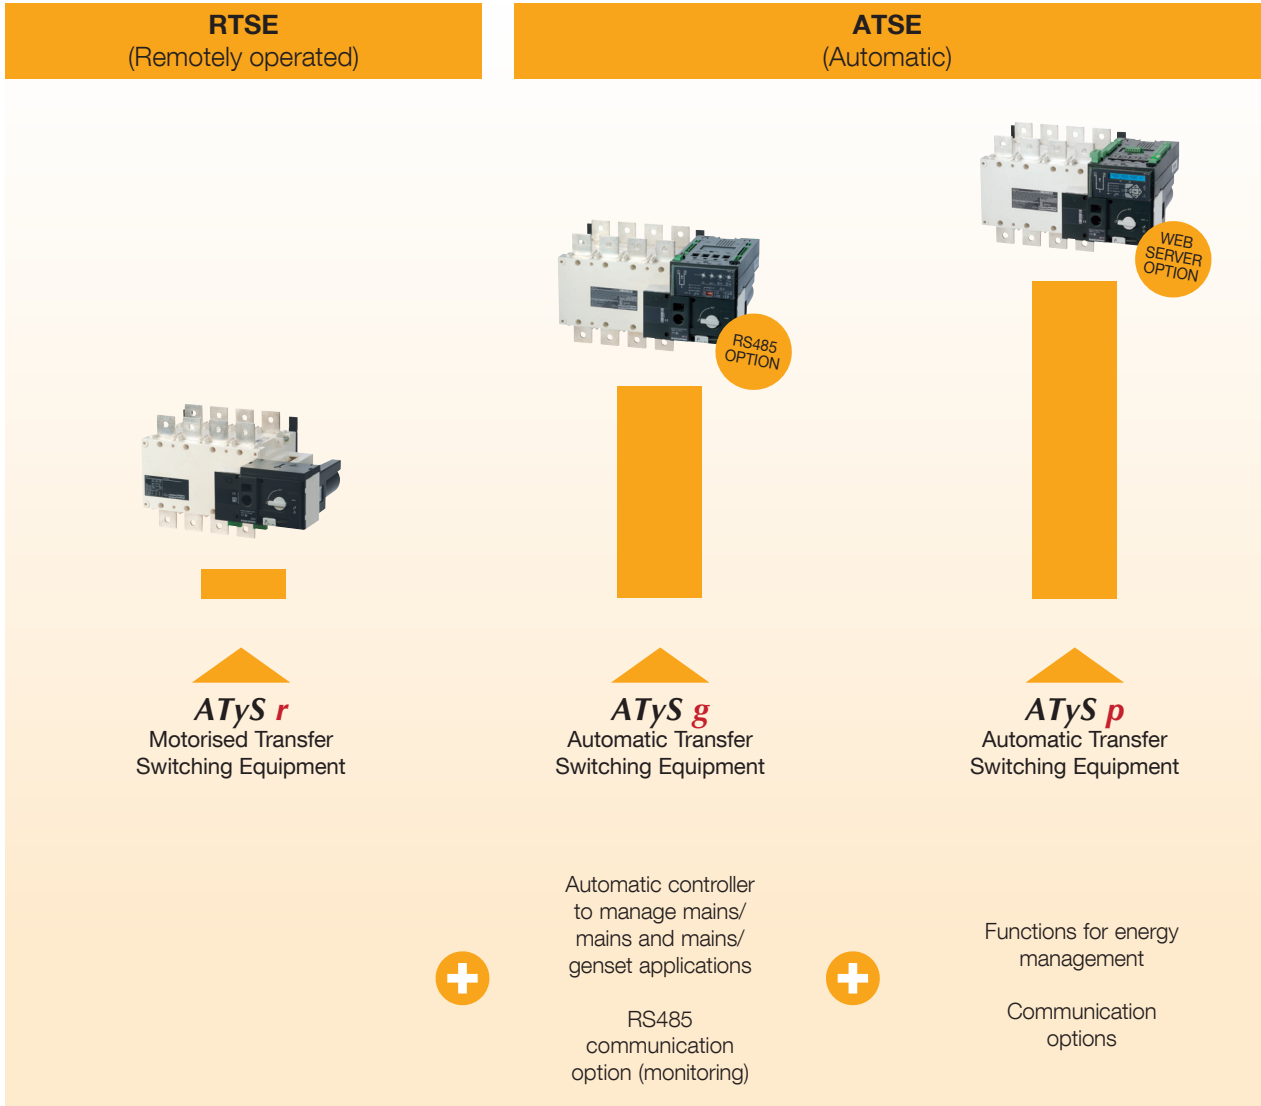 RTSE
(Remotely operated)
ATSE
(Automatic)
WEB
SERVER
OPTION
RS485
OPTION
ATyS r
Motorised Transfer
Switching Equipment
ATyS g
Automatic Transfer
Switching Equipment
ATyS p
Automatic Transfer
Switching Equipment
Automatic controller
to manage mains/
mains and mains/
genset applications
RS485
communication
option (monitoring)
Functions for energy
management
Communication
options